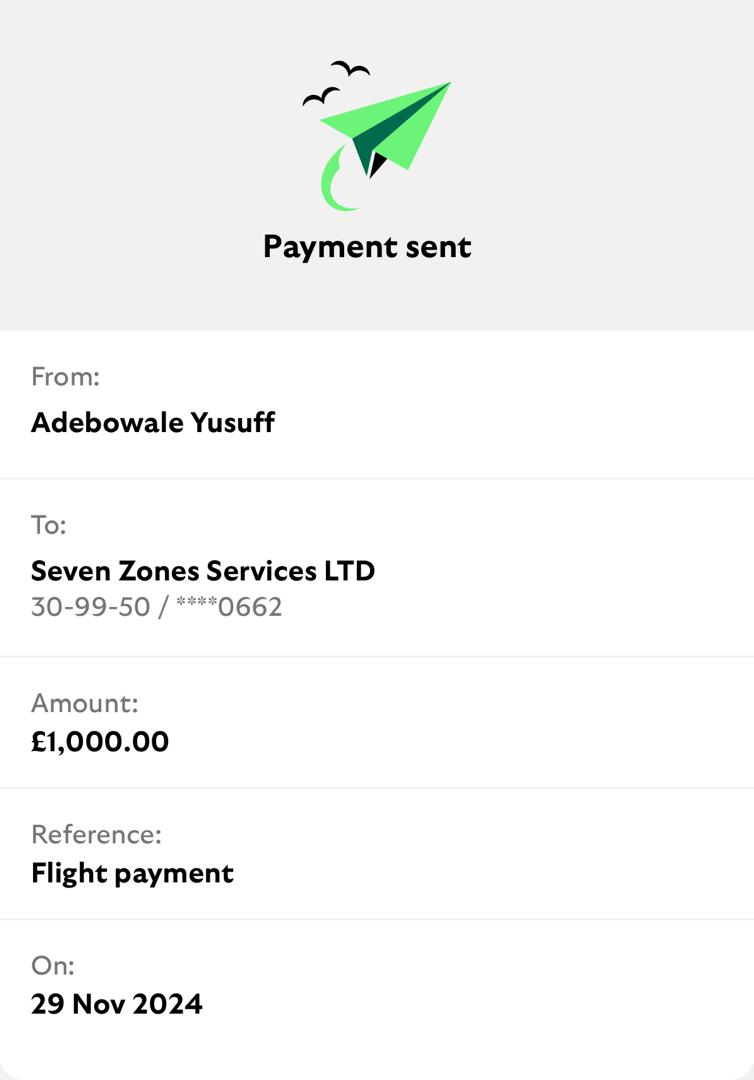 Payment sent
From:
Adebowale Yusuff
To:
Seven Zones Services LTD
30-99-50 / ****0662
Amount:
£1,000.00
Reference:
Flight payment
On:
29 Nov 2024